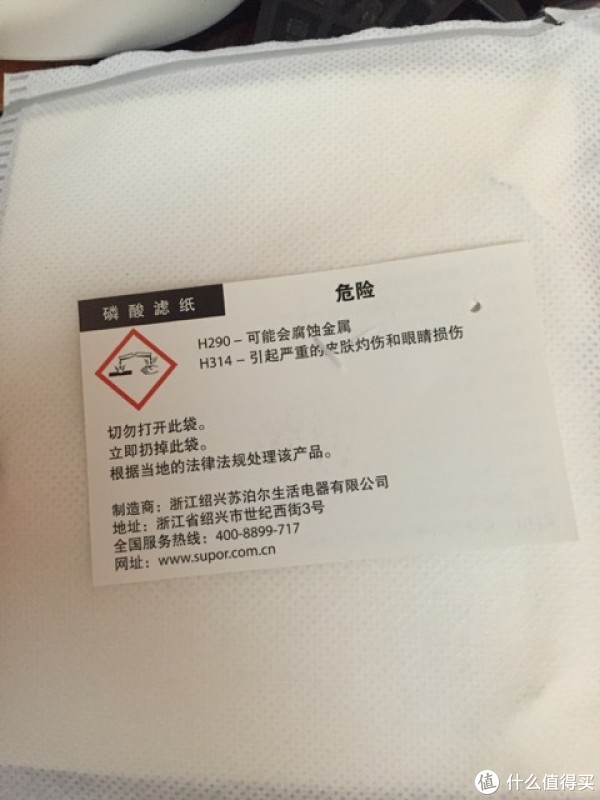 磷酸滤纸
危险
H290 – 可能会腐蚀金属
H314 – 引起严重的皮肤灼伤和眼睛损伤
切勿打开此袋。
立即扔掉此袋。
根据当地的法律法规处理该产品。
制造商：浙江绍兴苏泊尔生活电器有限公司
地址：浙江省绍兴市世纪西街3号
全国服务热线：400-8899-717
网址：www.supor.com.cn
值 什么值得买